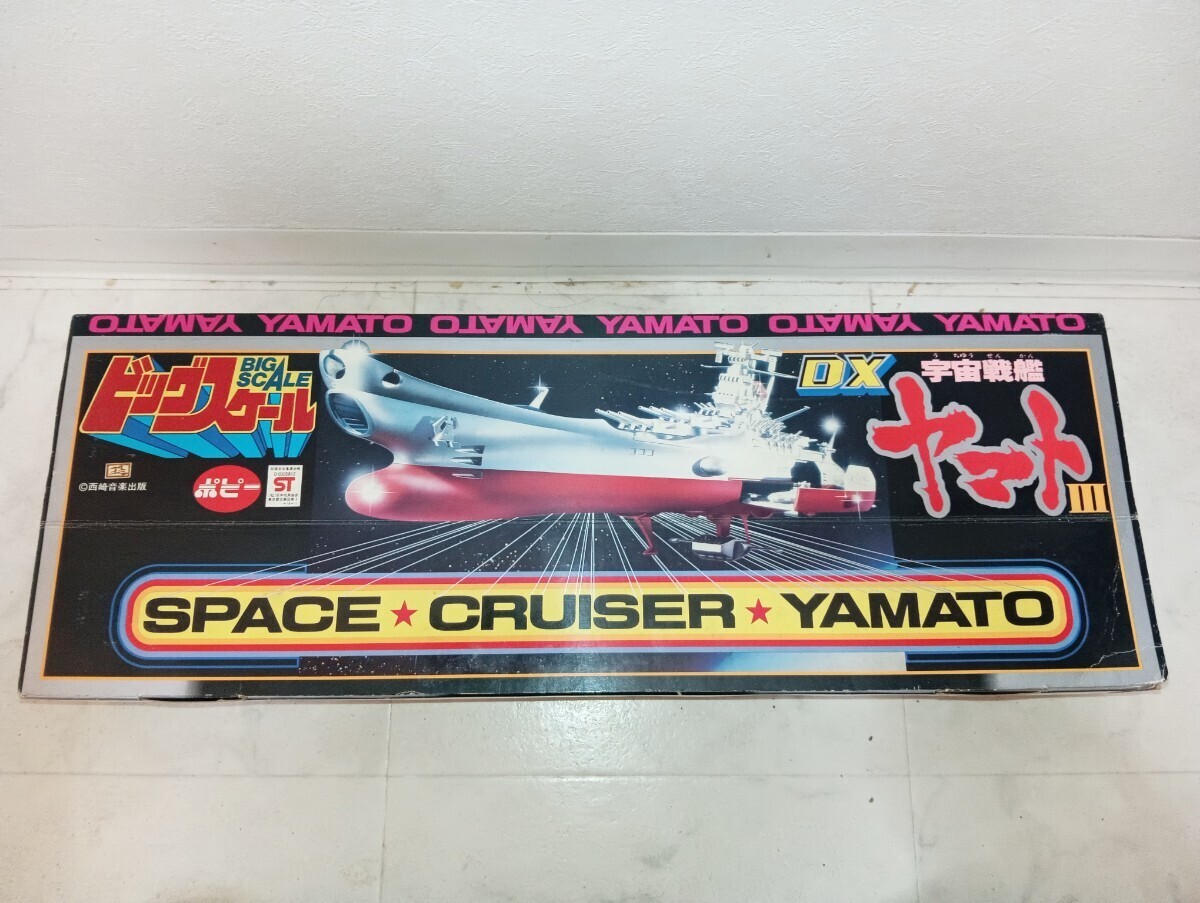 YAMATO YAMATO YAMATO YAMATO YAMATO YAMATO
BIG
SCALE
ビッグスケール
DX
うちゅうせんかん
宇宙戦艦
ヤマト
III
©西崎音楽出版
ポピー
ST
SPACE★CRUISER★YAMATO